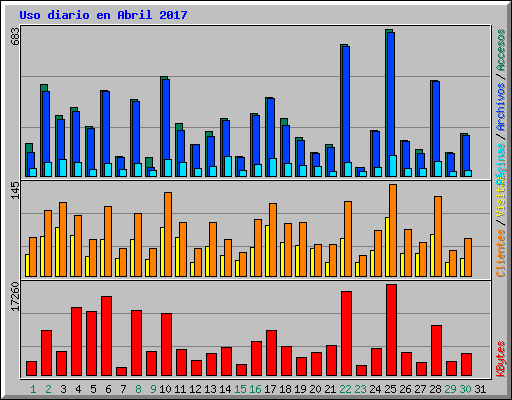 Uso diario en Abril 2017
683
145
17260
Accesos / Archivos / Páginas
Clientes / Visitas
KBytes
1 2 3 4 5 6 7 8 9 10 11 12 13 14 15 16 17 18 19 20 21 22 23 24 25 26 27 28 29 30 31